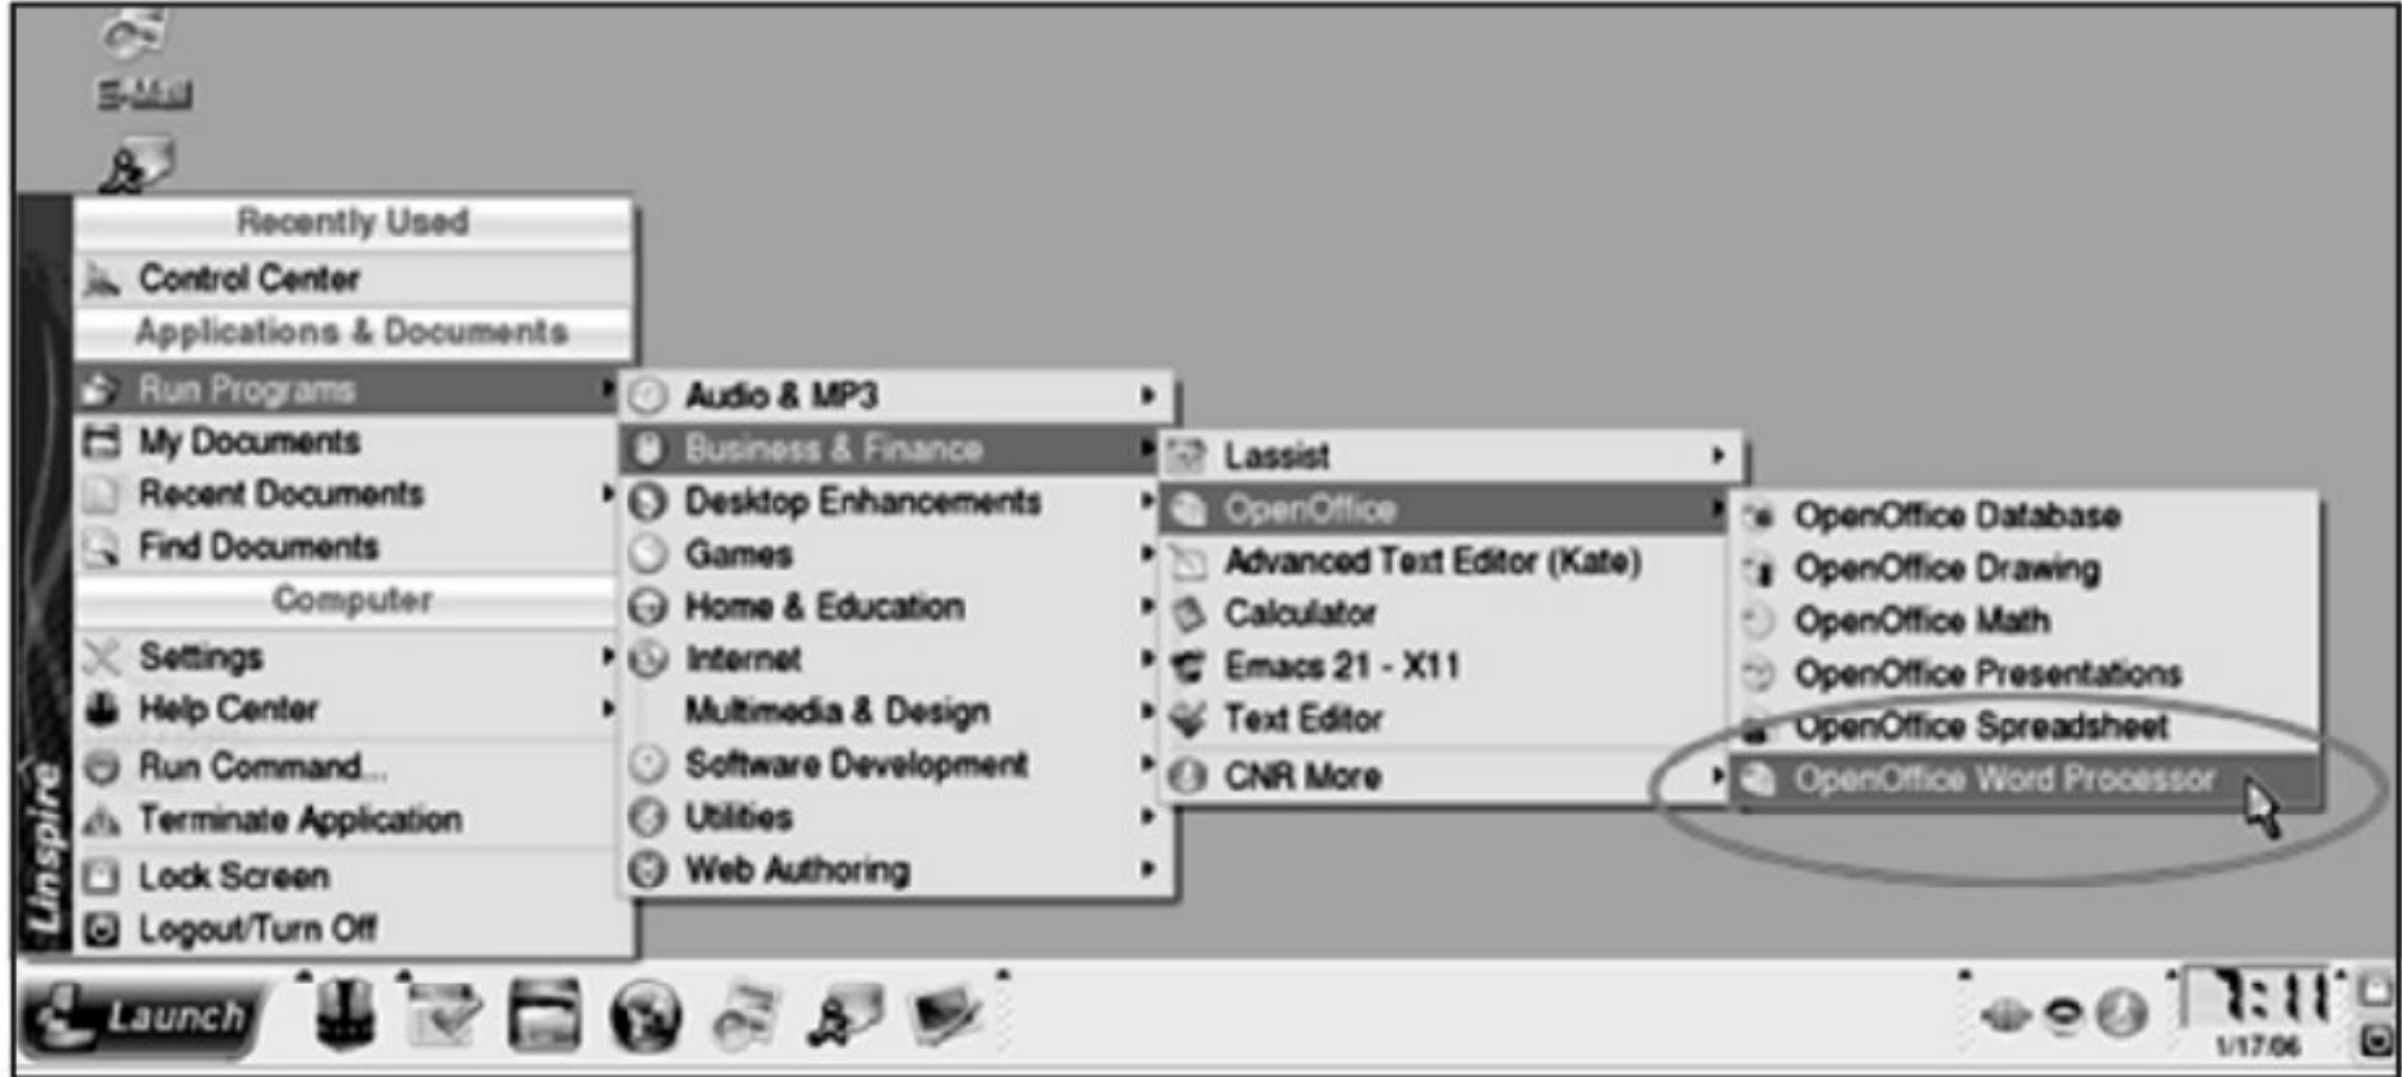 E-Mail
Recently Used
Control Center
Applications & Documents
Run Programs
My Documents
Recent Documents
Find Documents
Computer
Settings
Help Center
Run Command...
Terminate Application
Lock Screen
Logout/Turn Off
Linspire
Audio & MP3
Business & Finance
Desktop Enhancements
Games
Home & Education
Internet
Multimedia & Design
Software Development
Utilities
Web Authoring
Lassist
OpenOffice
Advanced Text Editor (Kate)
Calculator
Emacs 21 - X11
Text Editor
CNR More
OpenOffice Database
OpenOffice Drawing
OpenOffice Math
OpenOffice Presentations
OpenOffice Spreadsheet
OpenOffice Word Processor
Launch
7:11
1/17.06